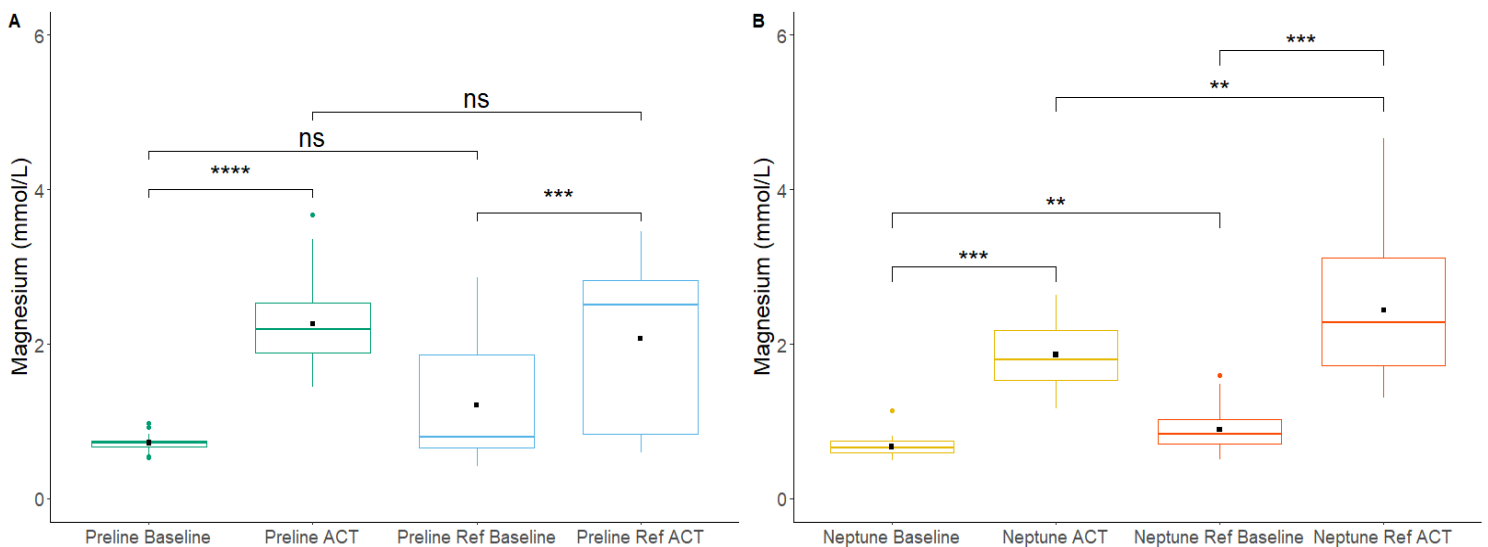 A
Magnesium (mmol/L)
6
4
2
0
ns
ns
****
***
Preline Baseline
Preline ACT
Preline Ref Baseline
Preline Ref ACT
B
Magnesium (mmol/L)
6
4
2
0
***
**
**
***
Neptune Baseline
Neptune ACT
Neptune Ref Baseline
Neptune Ref ACT